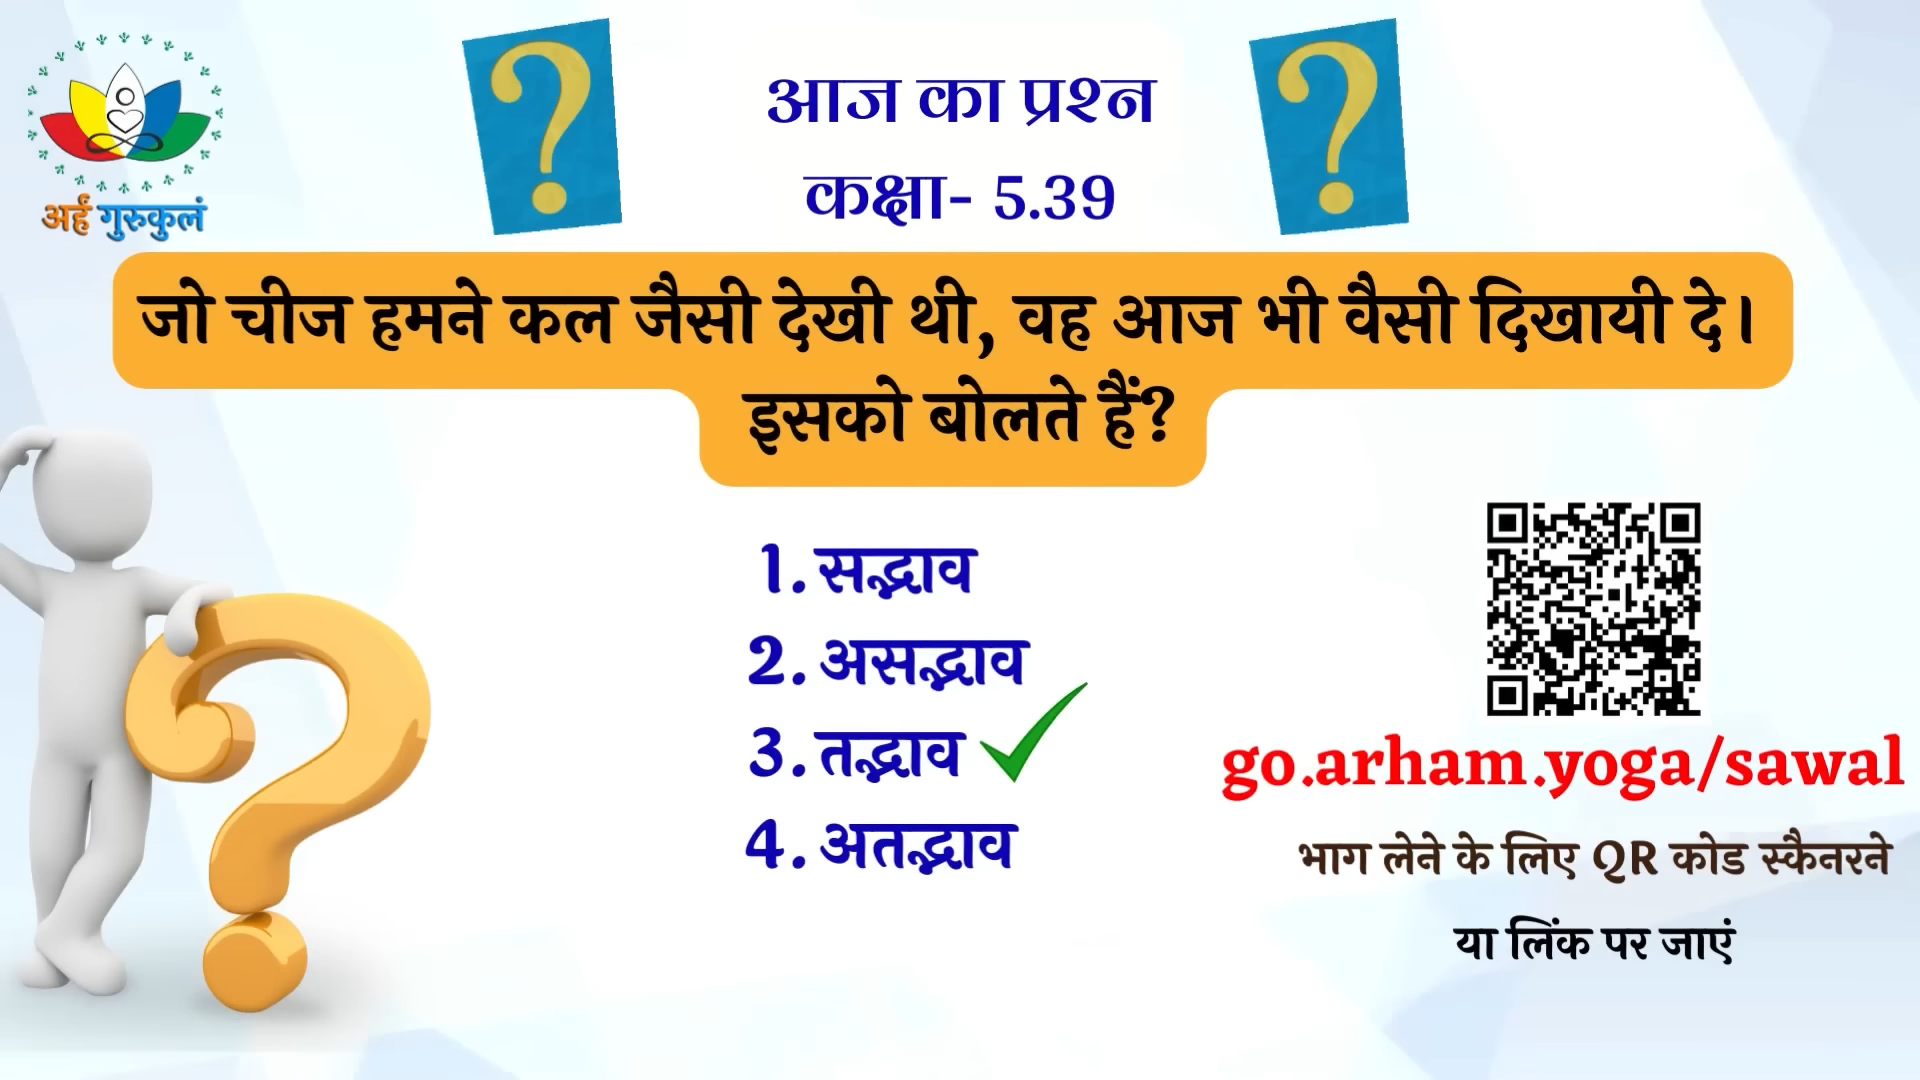 अर्हं गुरुकुलं
आज का प्रश्न
कक्षा- 5.39
जो चीज हमने कल जैसी देखी थी, वह आज भी वैसी दिखायी दे।
इसको बोलते हैं?
1. सद्भाव
2. असद्भाव
3. तद्भाव
4. अतद्भाव
go.arham.yoga/sawal
भाग लेने के लिए QR कोड स्कैनरने
या लिंक पर जाएं